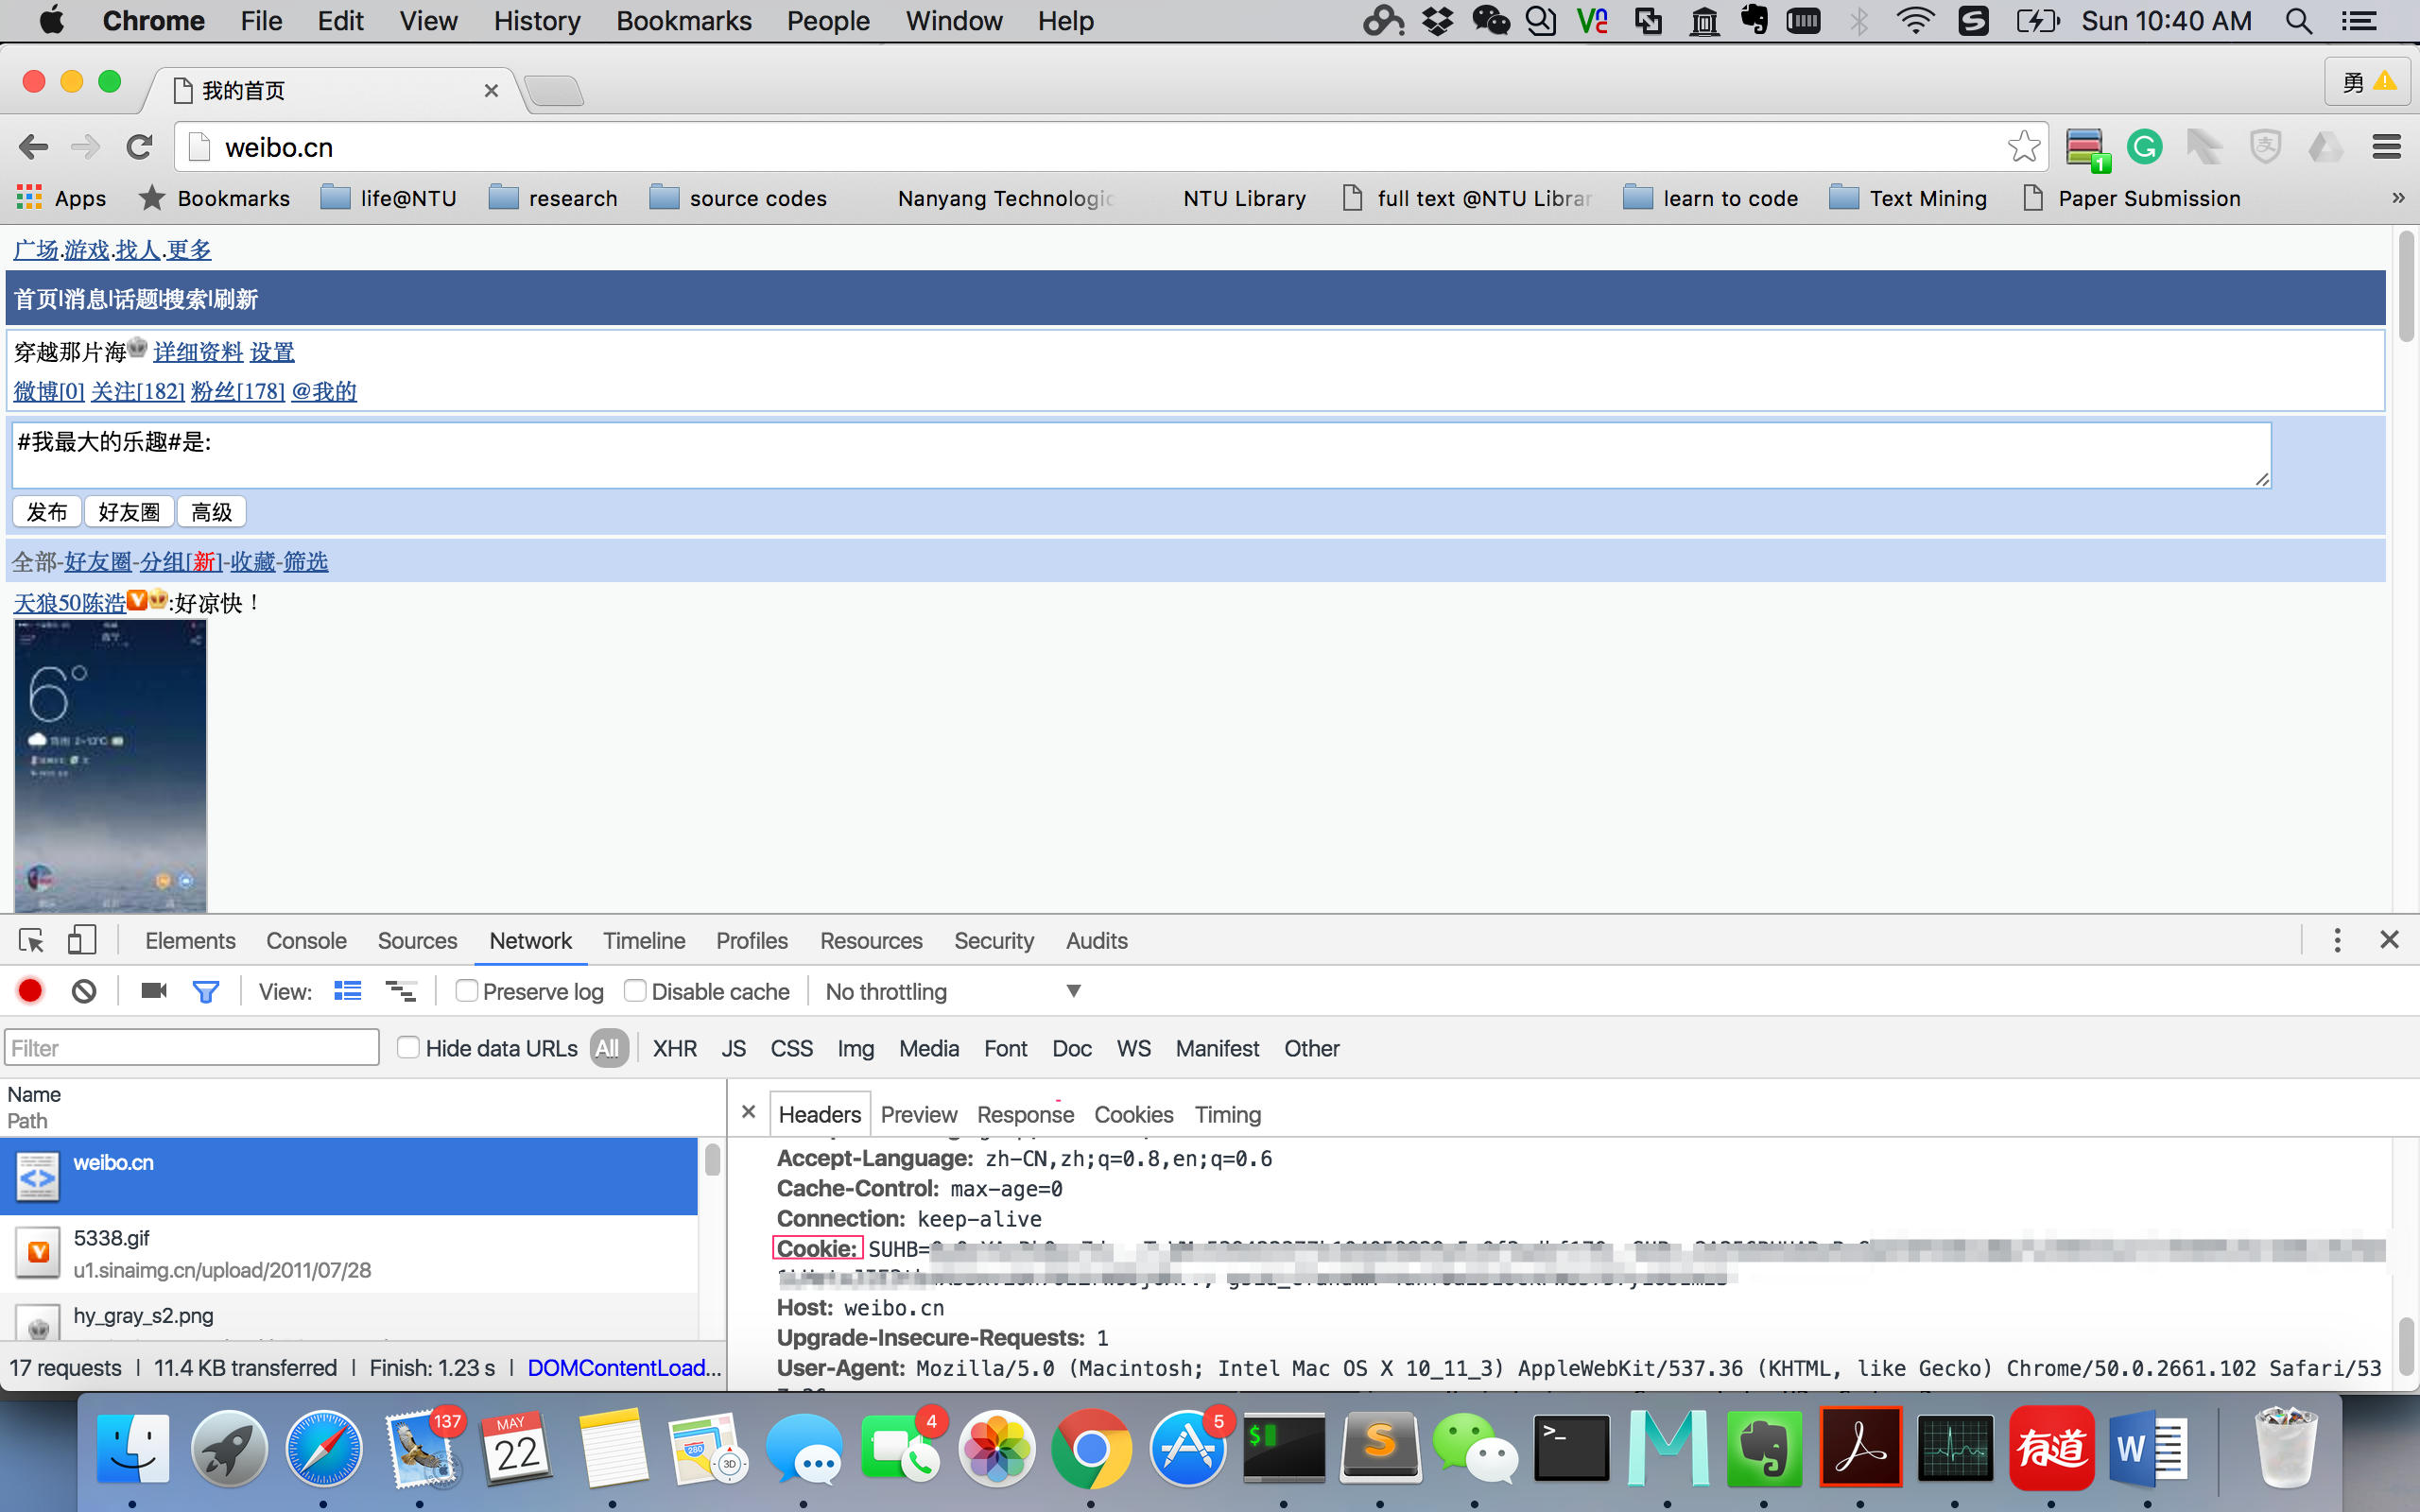 Chrome File Edit View History Bookmarks People Window Help Sun 10:40 AM
我的首页 勇
weibo.cn
1
Apps Bookmarks life@NTU research source codes Nanyang Technologic NTU Library full text @NTU Librar learn to code Text Mining Paper Submission »
广场.游戏.找人.更多
首页|消息|话题|搜索|刷新
穿越那片海 详细资料 设置
微博[0] 关注[182] 粉丝[178] @我的
#我最大的乐趣#是:
发布 好友圈 高级
全部-好友圈-分组[新]-收藏-筛选
天狼50陈浩:好凉快！
6°
Elements Console Sources Network Timeline Profiles Resources Security Audits
View: Preserve log Disable cache No throttling
Filter Hide data URLs All XHR JS CSS Img Media Font Doc WS Manifest Other
Name
Path
Headers Preview Response Cookies Timing
weibo.cn
5338.gif
u1.sinaimg.cn/upload/2011/07/28
hy_gray_s2.png
17 requests | 11.4 KB transferred | Finish: 1.23 s | DOMContentLoad...
Accept-Language: zh-CN,zh;q=0.8,en;q=0.6
Cache-Control: max-age=0
Connection: keep-alive
Cookie: SUHB=
Host: weibo.cn
Upgrade-Insecure-Requests: 1
User-Agent: Mozilla/5.0 (Macintosh; Intel Mac OS X 10_11_3) AppleWebKit/537.36 (KHTML, like Gecko) Chrome/50.0.2661.102 Safari/53
137 MAY 22 280 3D 4 5 有道 W